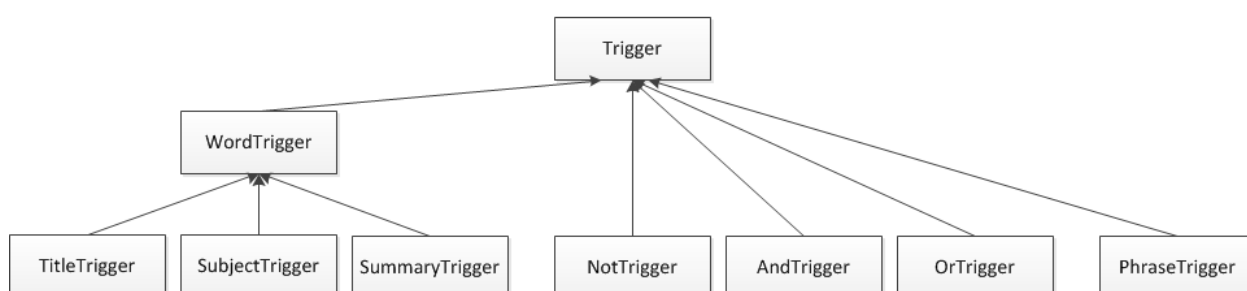 Trigger
WordTrigger
TitleTrigger
SubjectTrigger
SummaryTrigger
NotTrigger
AndTrigger
OrTrigger
PhraseTrigger